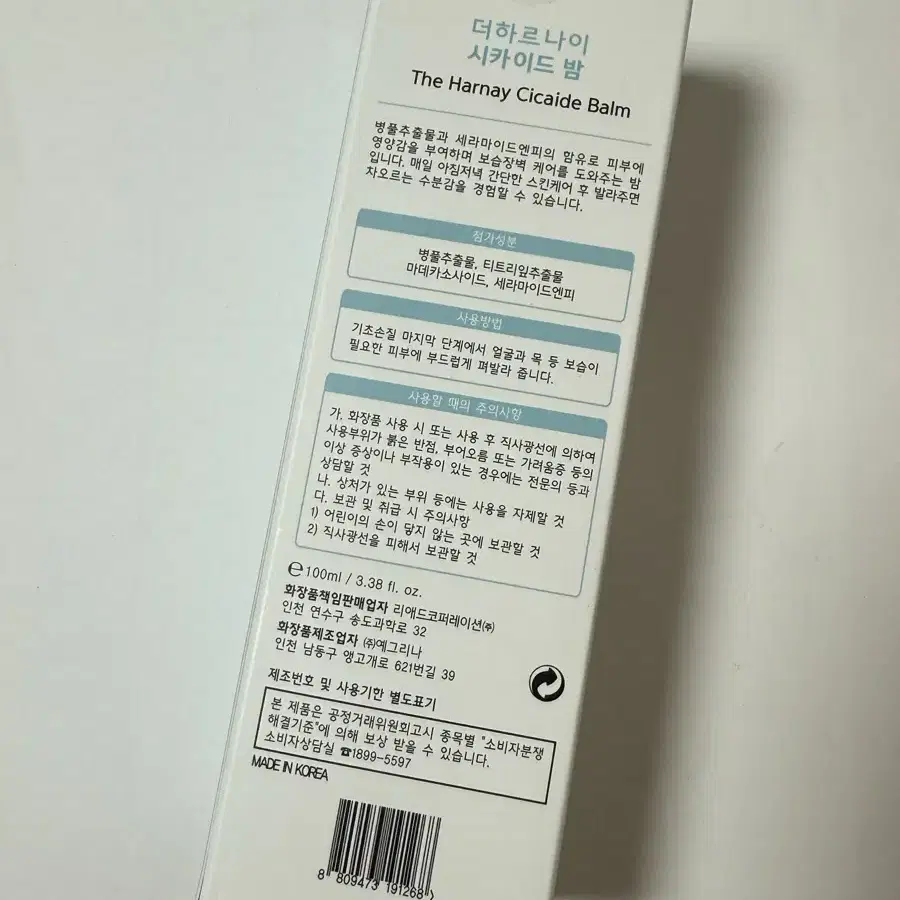 더하르나이
시카이드 밤
The Harnay Cicaide Balm
병풀추출물과 세라마이드엔피의 함유로 피부에
영양감을 부여하며 보습장벽 케어를 도와주는 밤
입니다. 매일 아침저녁 간단한 스킨케어 후 발라주면
차오르는 수분감을 경험할 수 있습니다.
첨가성분
병풀추출물, 티트리잎추출물
마데카소사이드, 세라마이드엔피
사용방법
기초손질 마지막 단계에서 얼굴과 목 등 보습이
필요한 피부에 부드럽게 펴발라 줍니다.
사용할 때의 주의사항
가. 화장품 사용 시 또는 사용 후 직사광선에 의하여
사용부위가 붉은 반점, 부어오름 또는 가려움증 등의
이상 증상이나 부작용이 있는 경우에는 전문의 등과
상담할 것
나. 상처가 있는 부위 등에는 사용을 자제할 것
다. 보관 및 취급 시 주의사항
1) 어린이의 손이 닿지 않는 곳에 보관할 것
2) 직사광선을 피해서 보관할 것
℮100ml / 3.38 fl. oz.
화장품책임판매업자 리애드코퍼레이션㈜
인천 연수구 송도과학로 32
화장품제조업자 ㈜예그리나
인천 남동구 앵고개로 621번길 39
제조번호 및 사용기한 별도표기
본 제품은 공정거래위원회고시 종목별 "소비자분쟁
해결기준"에 의해 보상 받을 수 있습니다.
소비자상담실 ☎1899-5597
MADE IN KOREA
8 809473 191268 >